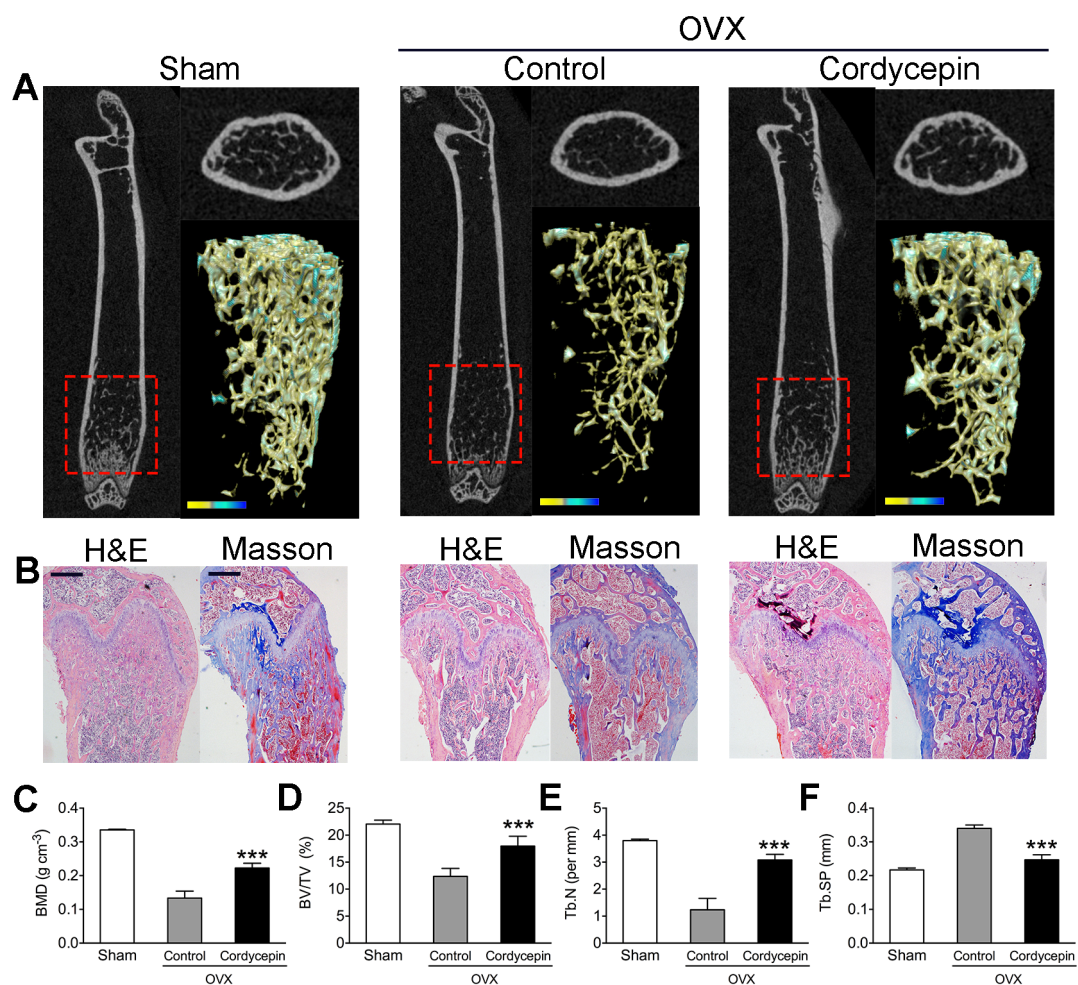 OVX
Sham Control Cordycepin
A
H&E Masson H&E Masson H&E Masson
B
C
BMD (g cm⁻³)
0.4
0.3
0.2
0.1
0.0
Sham Control Cordycepin
OVX
***
D
BV/TV (%)
25
20
15
10
5
0
Sham Control Cordycepin
OVX
***
E
Tb.N (per mm)
5
4
3
2
1
0
Sham Control Cordycepin
OVX
***
F
Tb.SP (mm)
0.4
0.3
0.2
0.1
0.0
Sham Control Cordycepin
OVX
***